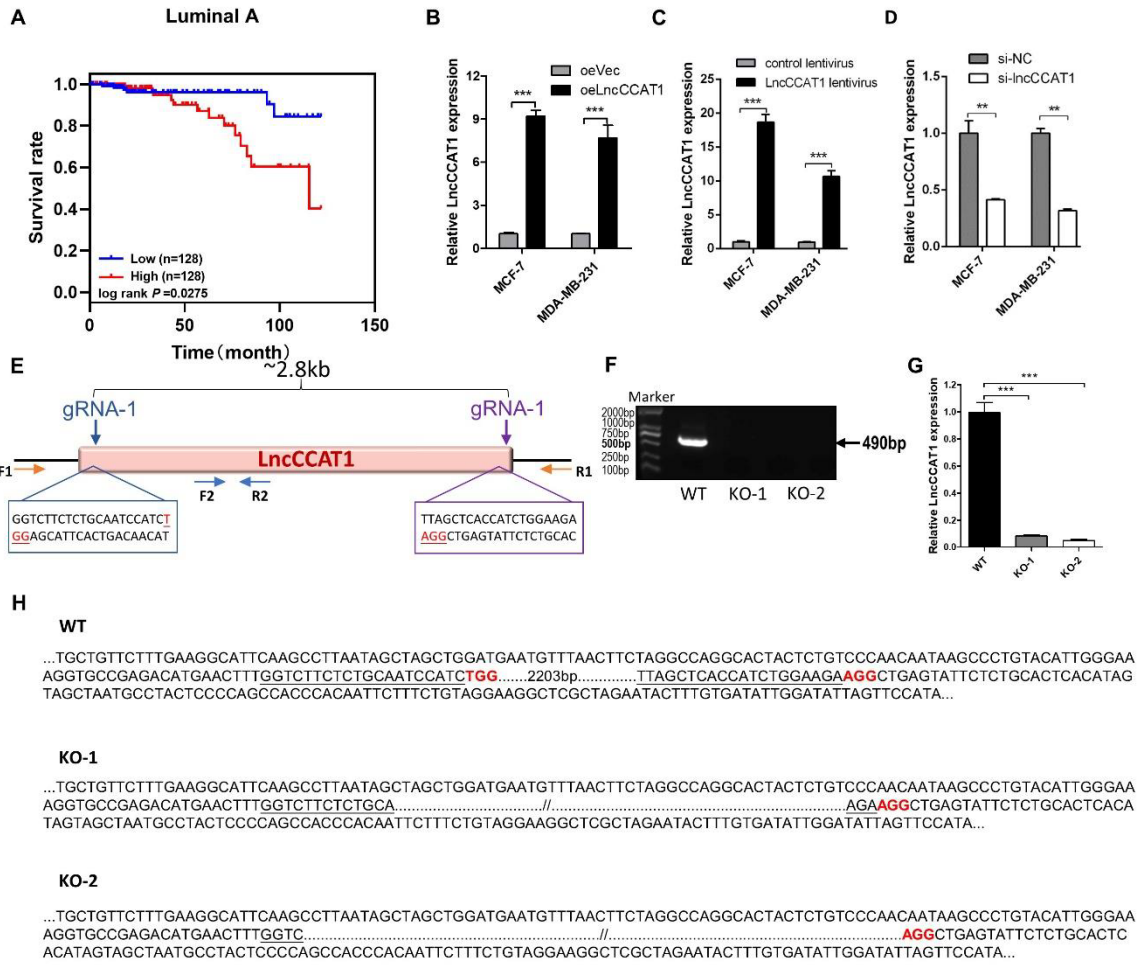 A
Luminal A
Survival rate
1.0
0.8
0.6
0.4
0.2
0.0
Low (n=128)
High (n=128)
log rank P =0.0275
0
50
100
150
Time(month)
B
Relative LncCCAT1 expression
oeVec
oeLncCCAT1
15
12
9
6
3
0
***
***
MCF-7
MDA-MB-231
C
Relative LncCCAT1 expression
control lentivirus
LncCCAT1 lentivirus
25
20
15
10
5
0
***
***
MCF-7
MDA-MB-231
D
Relative LncCCAT1 expression
si-NC
si-lncCCAT1
1.5
1.0
0.5
0.0
**
**
MCF-7
MDA-MB-231
E
~2.8kb
gRNA-1
gRNA-1
LncCCAT1
F1
R1
F2
R2
GGTCTTCTCTGCAATCCATCT
GGAGCATTCACTGACAACAT
TTAGCTCACCATCTGGAAGA
AGGCTGAGTATTCTCTGCAC
F
Marker
2000bp
1000bp
750bp
500bp
250bp
100bp
490bp
WT
KO-1
KO-2
G
Relative LncCCAT1 expression
1.2
1.0
0.8
0.6
0.4
0.2
0.0
***
***
WT
KO-1
KO-2
H
WT
...TGCTGTTCTTTGAAGGCATTCAAGCCTTAATAGCTAGCTGGATGAATGTTTAACTTCTAGGCCAGGCACTACTCTGTCCCAACAATAAGCCCTGTACATTGGGAA
AGGTGCCGAGACATGAACTTTGGTCTTCTCTGCAATCCATCTGG......2203bp..............TTAGCTCACCATCTGGAAGAAGGCTGAGTATTCTCTGCACTCACATAG
TAGCTAATGCCTACTCCCCAGCCACCCACAATTCTTTCTGTAGGAAGGCTCGCTAGAATACTTTGTGATATTGGATATTAGTTCCATA...
KO-1
...TGCTGTTCTTTGAAGGCATTCAAGCCTTAATAGCTAGCTGGATGAATGTTTAACTTCTAGGCCAGGCACTACTCTGTCCCAACAATAAGCCCTGTACATTGGGAA
AGGTGCCGAGACATGAACTTTGGTCTTCTCTGCA............................//.........................................................AGAAGGCTGAGTATTCTCTGCACTCACA
TAGTAGCTAATGCCTACTCCCCAGCCACCCACAATTCTTTCTGTAGGAAGGCTCGCTAGAATACTTTGTGATATTGGATATTAGTTCCATA...
KO-2
...TGCTGTTCTTTGAAGGCATTCAAGCCTTAATAGCTAGCTGGATGAATGTTTAACTTCTAGGCCAGGCACTACTCTGTCCCAACAATAAGCCCTGTACATTGGGAA
AGGTGCCGAGACATGAACTTTGGTC.........................................................//.........................................................AGGCTGAGTATTCTCTGCACTC
ACATAGTAGCTAATGCCTACTCCCCAGCCACCCACAATTCTTTCTGTAGGAAGGCTCGCTAGAATACTTTGTGATATTGGATATTAGTTCCATA...